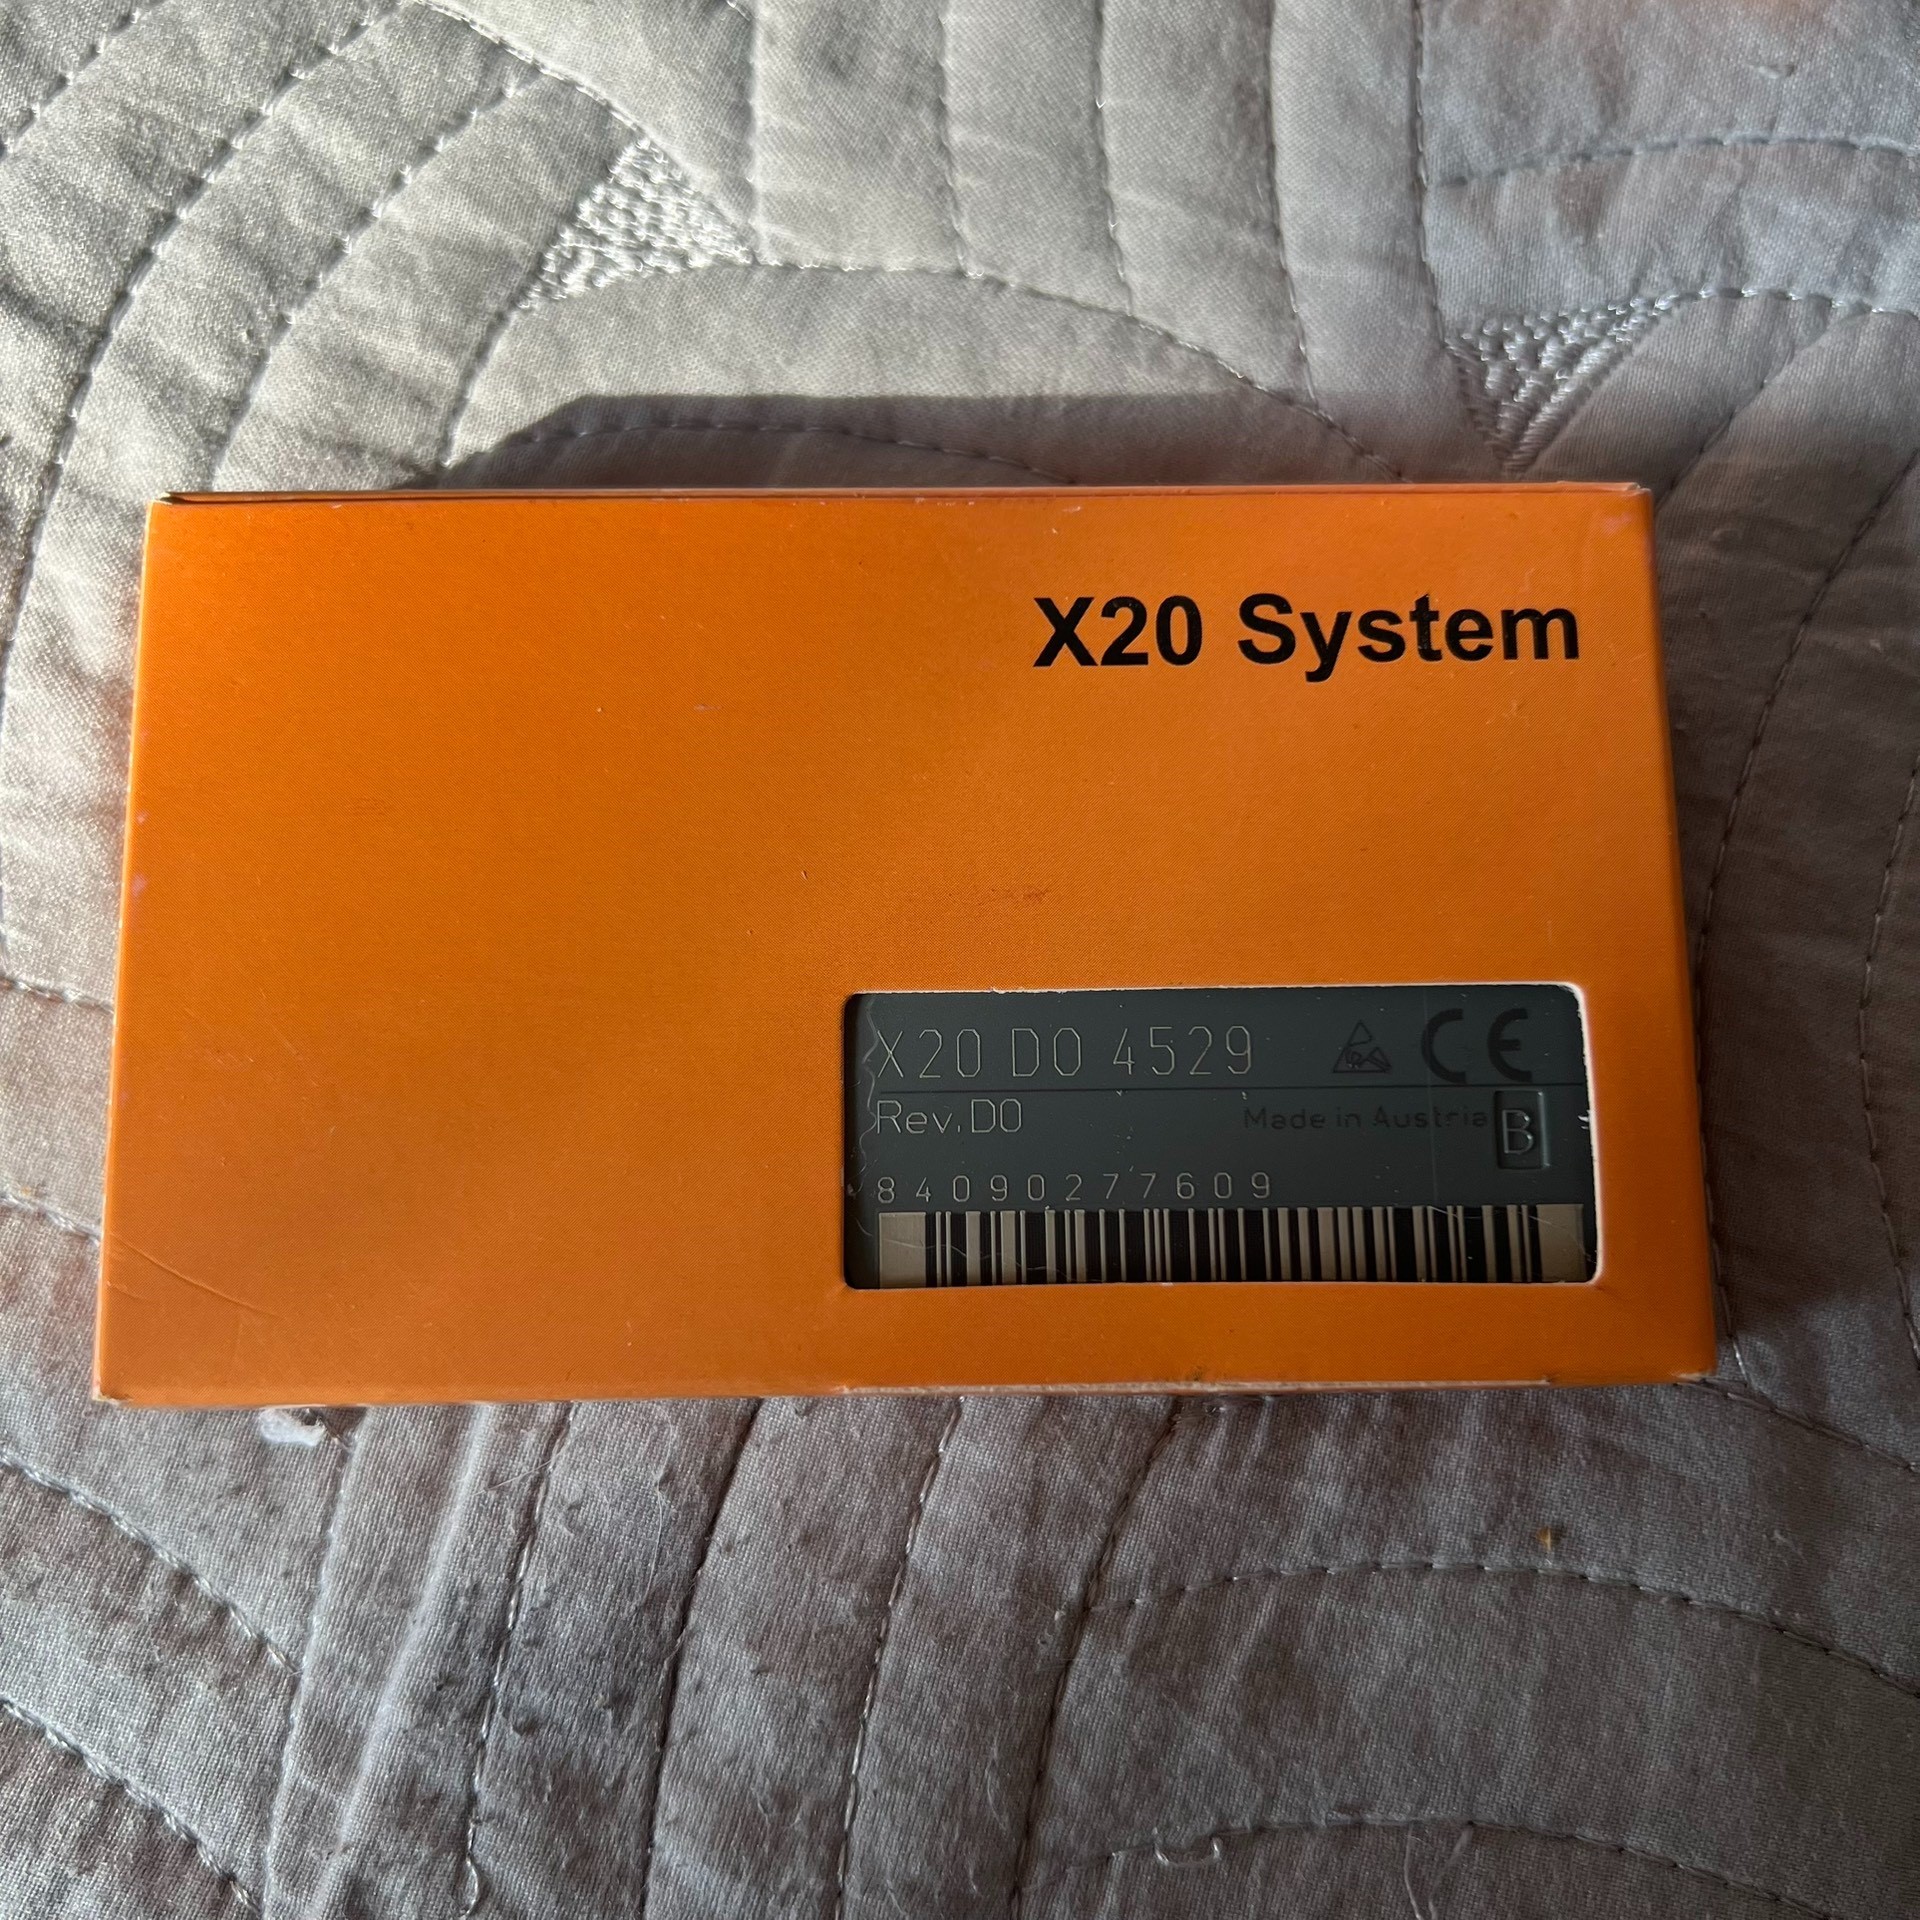 X20 System
X20 DO 4529 CE
Rev. D0 Made in Austria B
84090277609